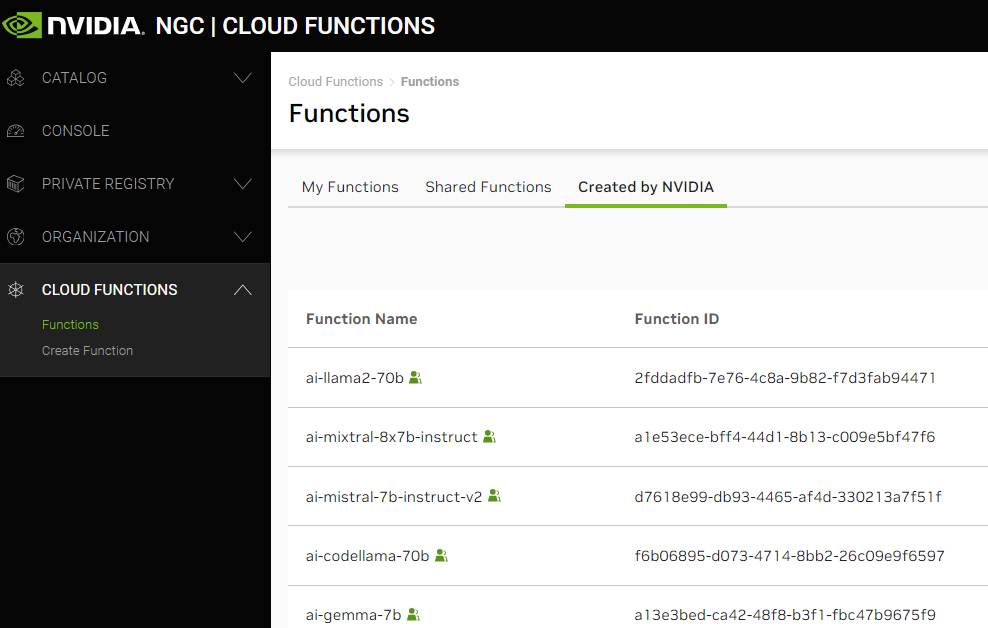 NVIDIA. NGC | CLOUD FUNCTIONS
CATALOG
CONSOLE
PRIVATE REGISTRY
ORGANIZATION
CLOUD FUNCTIONS
Functions
Create Function
Cloud Functions > Functions
Functions
My Functions Shared Functions Created by NVIDIA
Function Name Function ID
ai-llama2-70b 2fddadfb-7e76-4c8a-9b82-f7d3fab94471
ai-mixtral-8x7b-instruct a1e53ece-bff4-44d1-8b13-c009e5bf47f6
ai-mistral-7b-instruct-v2 d7618e99-db93-4465-af4d-330213a7f51f
ai-codellama-70b f6b06895-d073-4714-8bb2-26c09e9f6597
ai-gemma-7b a13e3bed-ca42-48f8-b3f1-fbc47b9675f9